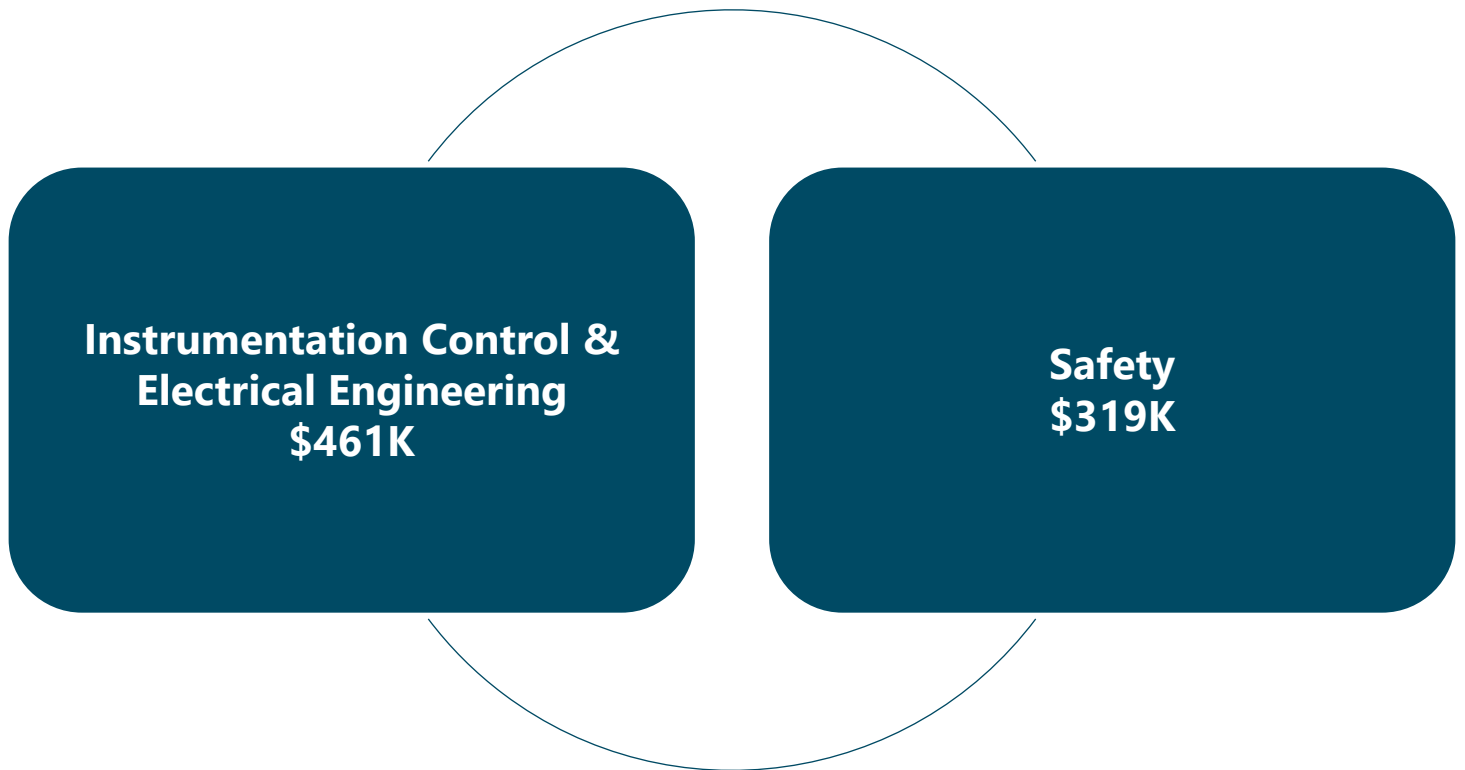 Instrumentation Control &
Electrical Engineering
$461K
Safety
$319K